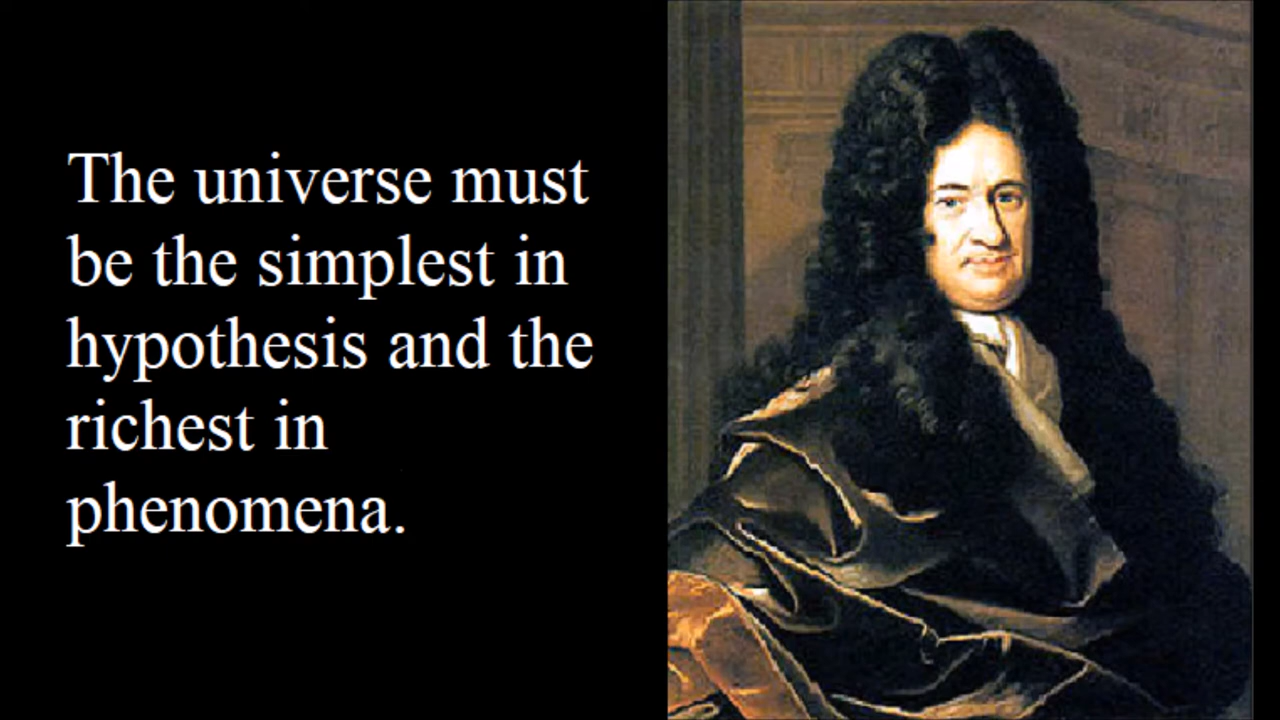 The universe must
be the simplest in
hypothesis and the
richest in
phenomena.